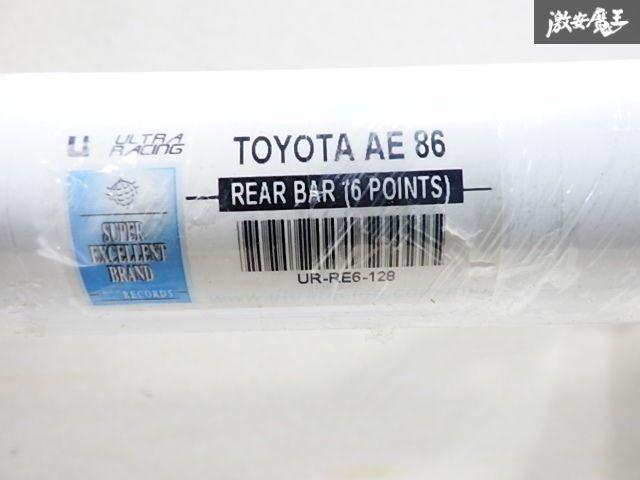 激安魔王
U ULTRA RACING
TOYOTA AE 86
REAR BAR (6 POINTS)
SUPER
EXCELLENT
BRAND
RECORDS
UR-RE6-128